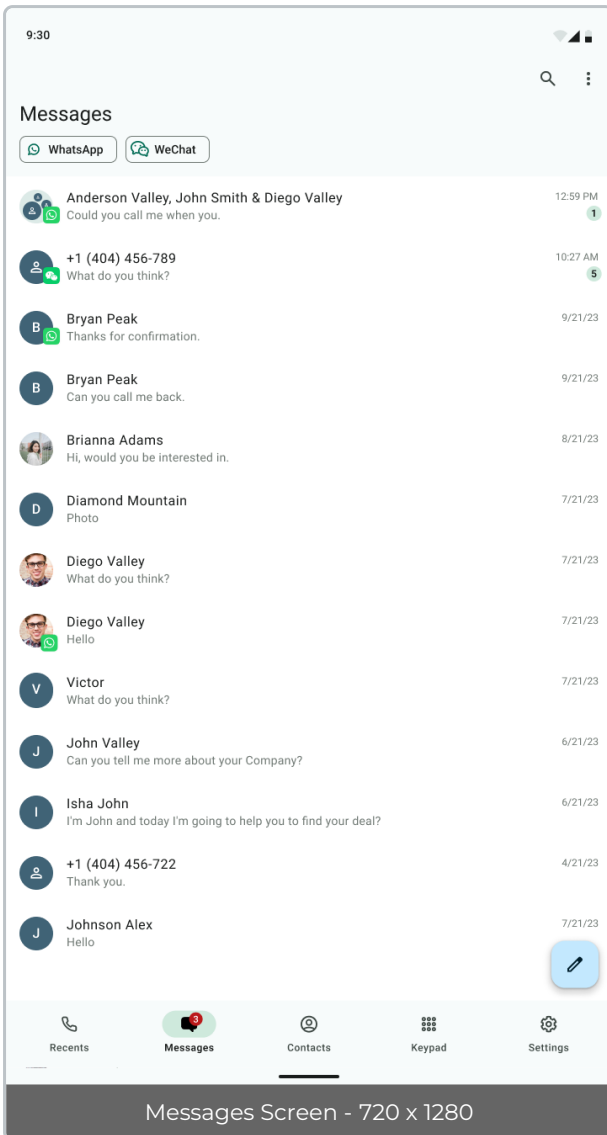 9:30
Messages
WhatsApp
WeChat
Anderson Valley, John Smith & Diego Valley
12:59 PM
Could you call me when you.
1
+1 (404) 456-789
10:27 AM
What do you think?
5
B
Bryan Peak
9/21/23
Thanks for confirmation.
B
Bryan Peak
9/21/23
Can you call me back.
Brianna Adams
8/21/23
Hi, would you be interested in.
D
Diamond Mountain
7/21/23
Photo
Diego Valley
7/21/23
What do you think?
Diego Valley
7/21/23
Hello
V
Victor
7/21/23
What do you think?
J
John Valley
6/21/23
Can you tell me more about your Company?
I
Isha John
6/21/23
I'm John and today I'm going to help you to find your deal?
+1 (404) 456-722
4/21/23
Thank you.
J
Johnson Alex
7/21/23
Hello
3
Recents
Messages
Contacts
Keypad
Settings
Messages Screen - 720 x 1280